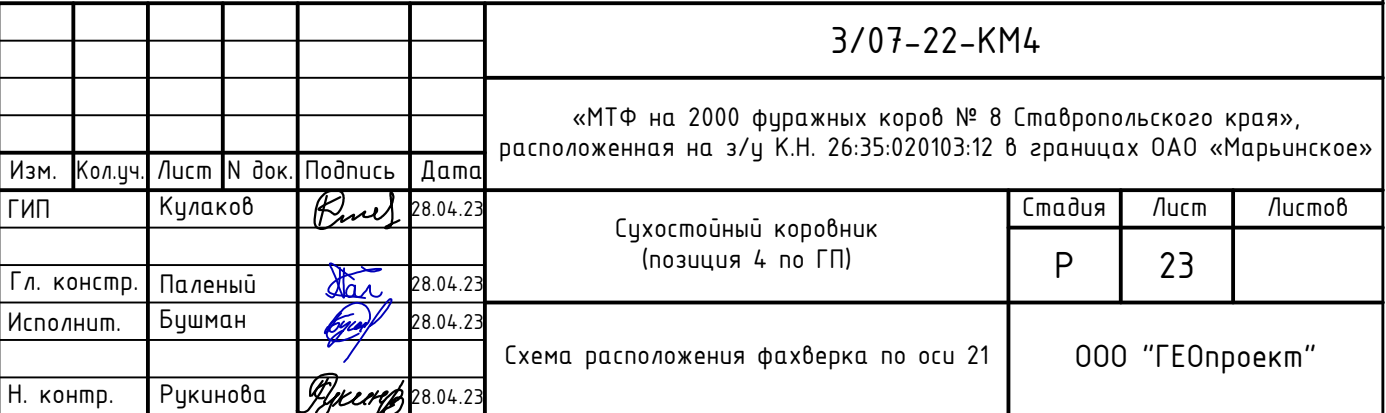 3/07-22-КМ4
«МТФ на 2000 фуражных коров № 8 Ставропольского края»,
расположенная на з/у К.Н. 26:35:020103:12 в границах ОАО «Марьинское»
Изм. Кол.уч. Лист N док. Подпись Дата
ГИП Кулаков 28.04.23
Сухостойный коровник
(позиция 4 по ГП)
Стадия Лист Листов
Р 23
Гл. констр. Паленый 28.04.23
Исполнит. Бушман 28.04.23
Схема расположения фахверка по оси 21
ООО "ГЕОпроект"
Н. контр. Рукинова 28.04.23